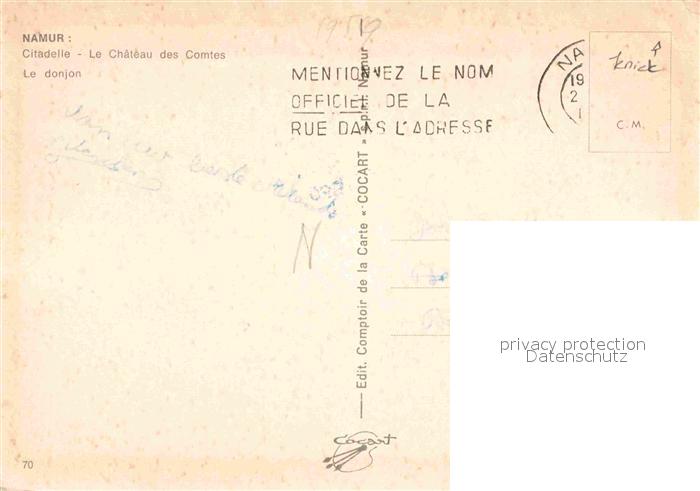 NAMUR :
Citadelle - Le Château des Comtes
Le donjon
1959
MENTIONNEZ LE NOM
OFFICIEL DE LA
RUE DANS L'ADRESSE
NA
19
2
1
knick
C.M.
N
Edit. Comptoir de la Carte « COCART » s.p.r.l. Namur
privacy protection
Datenschutz
Cocart
70